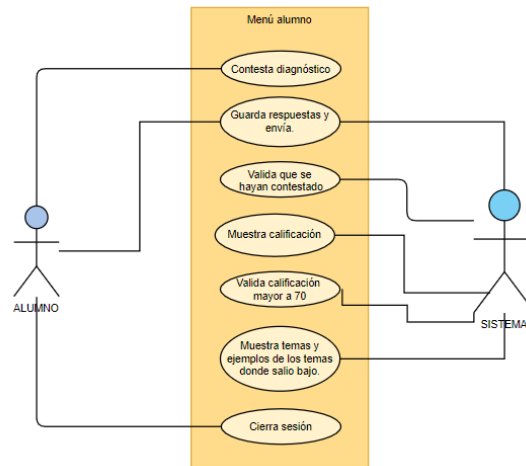 Menú alumno
Contesta diagnóstico
Guarda respuestas y
envía.
Valida que se
hayan contestado
Muestra calificación
Valida calificación
mayor a 70
ALUMNO
SISTEMA
Muestra temas y
ejemplos de los temas
donde salio bajo.
Cierra sesión